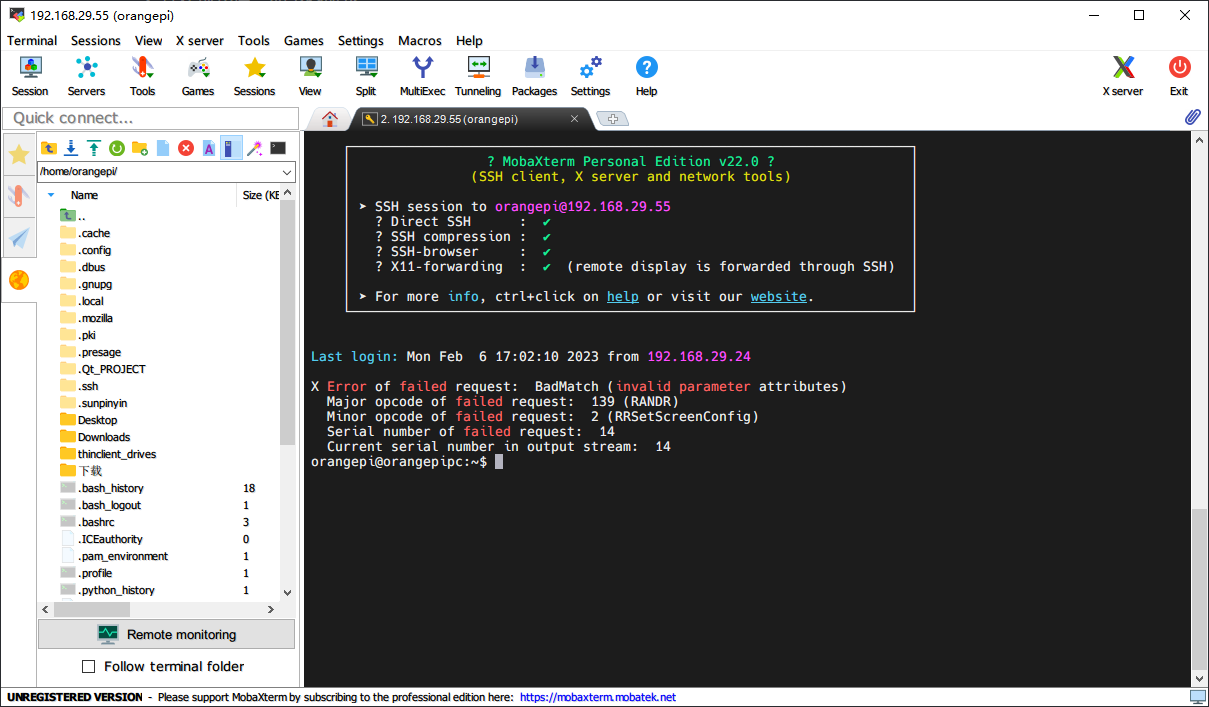 192.168.29.55 (orangepi)
Terminal Sessions View X server Tools Games Settings Macros Help
Session Servers Tools Games Sessions View Split MultiExec Tunneling Packages Settings Help X server Exit
Quick connect...
2. 192.168.29.55 (orangepi)
/home/orangepi/
Name Size (KB
..
.cache
.config
.dbus
.gnupg
.local
.mozilla
.pki
.presage
.Qt_PROJECT
.ssh
.sunpinyin
Desktop
Downloads
thinclient_drives
下载
.bash_history 18
.bash_logout 1
.bashrc 3
.ICEauthority 0
.pam_environment 1
.profile 1
.python_history 1
Remote monitoring
Follow terminal folder
? MobaXterm Personal Edition v22.0 ?
(SSH client, X server and network tools)
➤ SSH session to orangepi@192.168.29.55
? Direct SSH : ✔
? SSH compression : ✔
? SSH-browser : ✔
? X11-forwarding : ✔ (remote display is forwarded through SSH)
➤ For more info, ctrl+click on help or visit our website.
Last login: Mon Feb  6 17:02:10 2023 from 192.168.29.24
X Error of failed request:  BadMatch (invalid parameter attributes)
Major opcode of failed request:  139 (RANDR)
Minor opcode of failed request:  2 (RRSetScreenConfig)
Serial number of failed request:  14
Current serial number in output stream:  14
orangepi@orangepipc:~$
UNREGISTERED VERSION - Please support MobaXterm by subscribing to the professional edition here: https://mobaxterm.mobatek.net